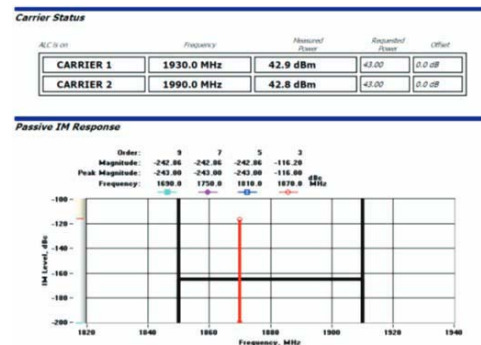 Carrier Status
ALC is on Frequency Measured Power Requested Power Offset
CARRIER 1 1930.0 MHz 42.9 dBm 43.00 0.0 dB
CARRIER 2 1990.0 MHz 42.8 dBm 43.00 0.0 dB
Passive IM Response
Order: 9 7 5 3
Magnitude: -242.86 -242.86 -242.86 -116.20
Peak Magnitude: -243.00 -243.00 -243.00 -116.00 dBc
Frequency: 1690.0 1750.0 1810.0 1870.0 MHz
IM Level, dBc
-100
-120
-140
-160
-180
-200
1820 1840 1860 1880 1900 1920 1940
Frequency, MHz